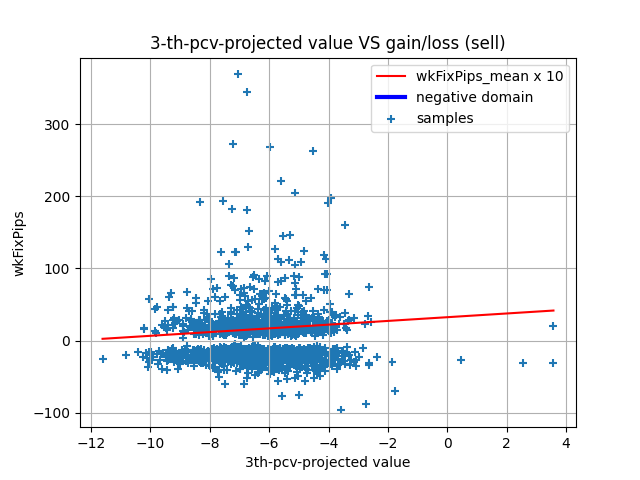 3-th-pcv-projected value VS gain/loss (sell)
wkFixPips_mean x 10
negative domain
samples
wkFixPips
300
200
100
0
−100
−12 −10 −8 −6 −4 −2 0 2 4
3th-pcv-projected value